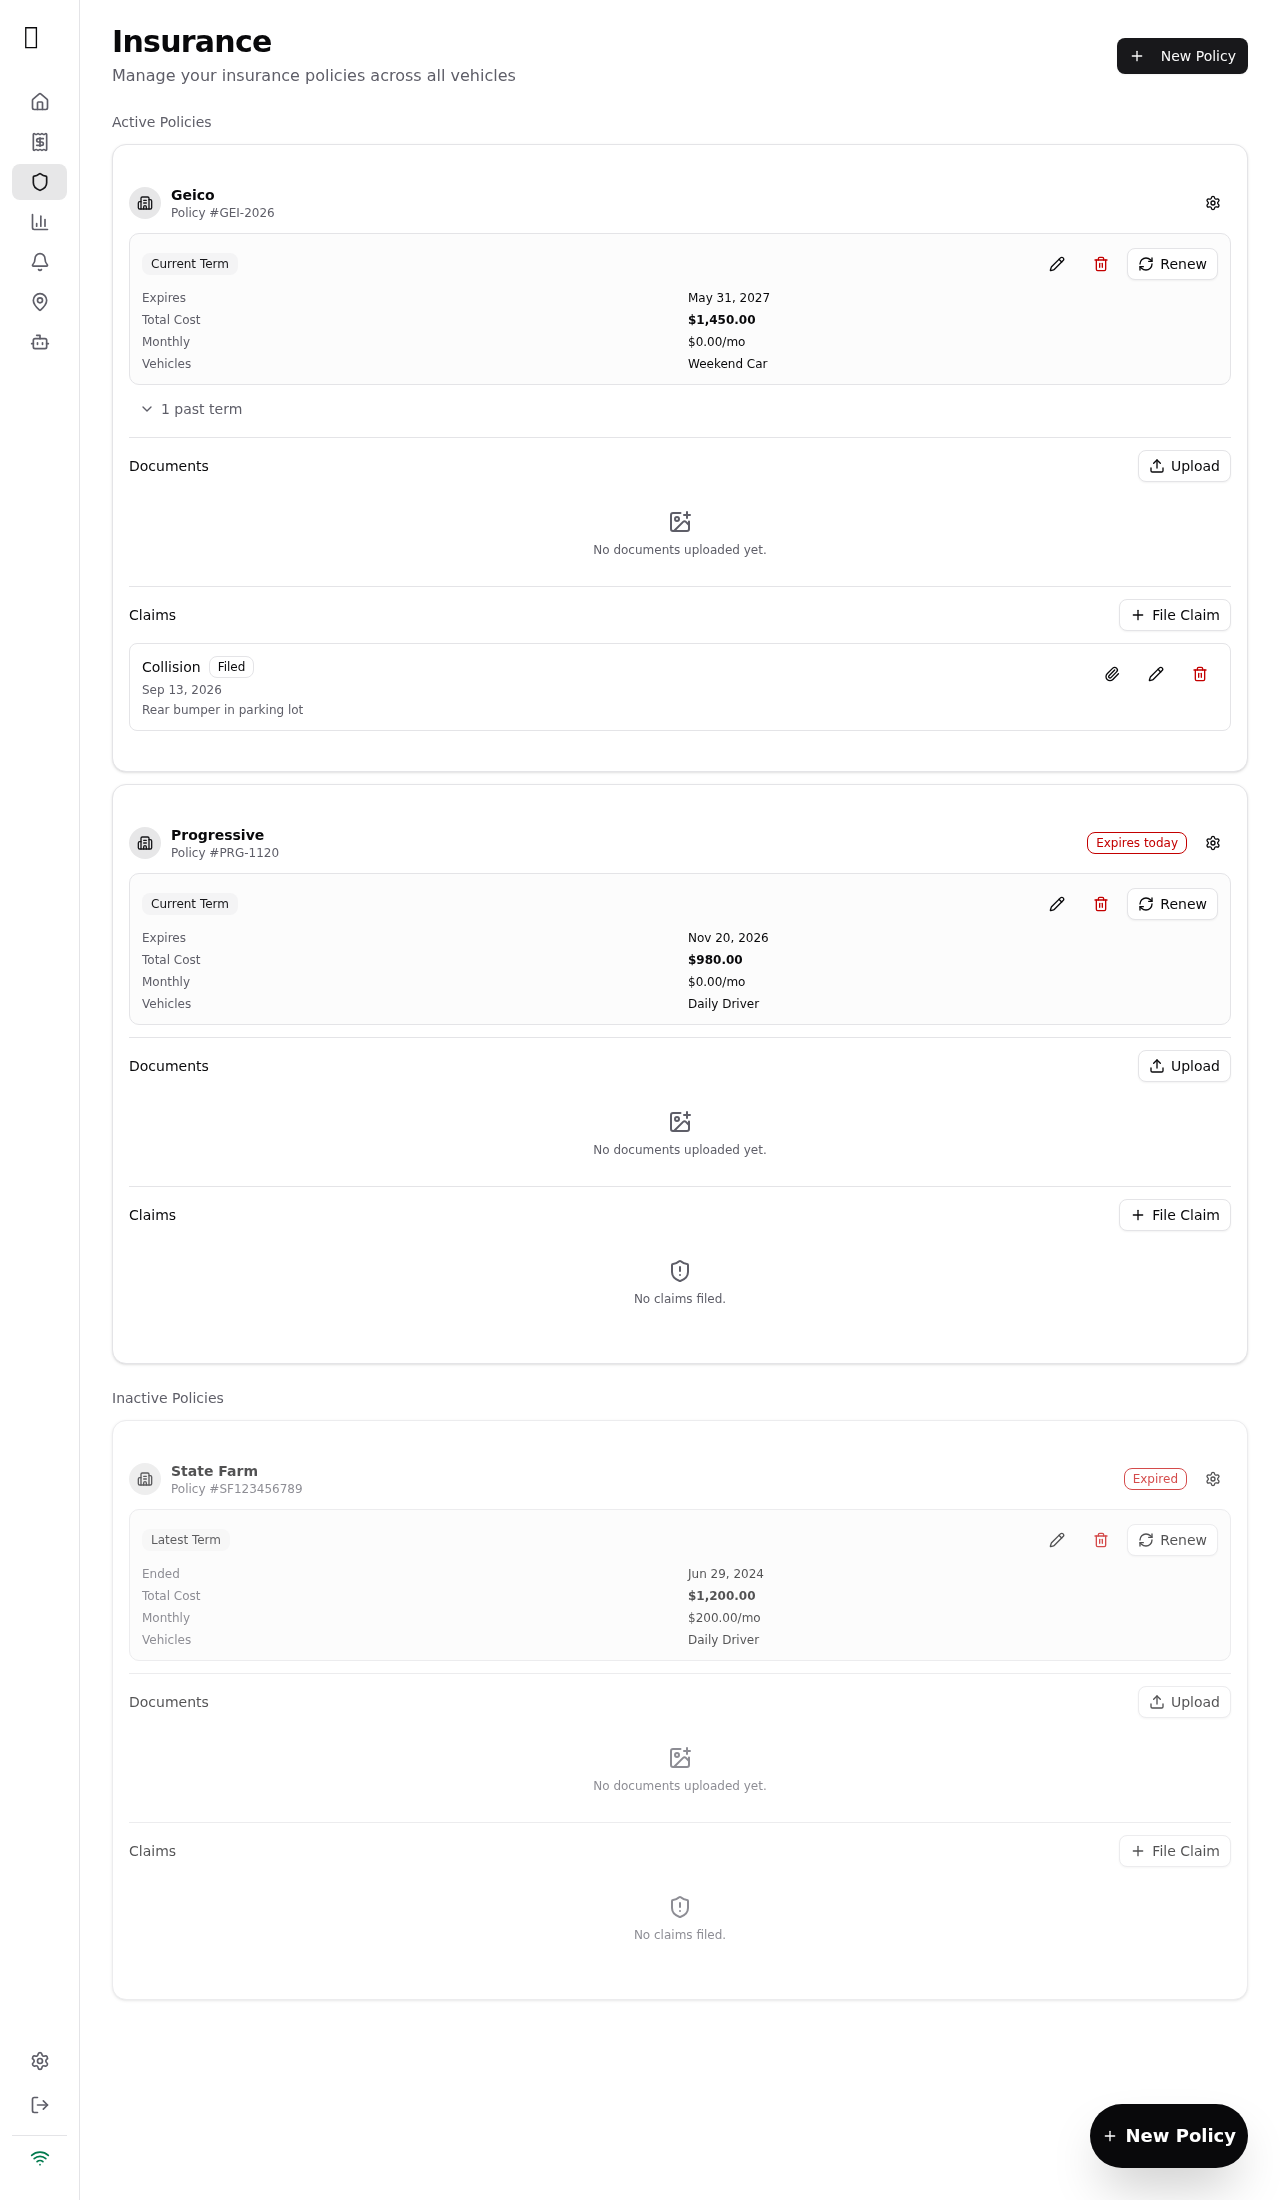 Insurance
Manage your insurance policies across all vehicles
New Policy
Active Policies
Geico
Policy #GEI-2026
Current Term
Renew
Expires May 31, 2027
Total Cost $1,450.00
Monthly $0.00/mo
Vehicles Weekend Car
1 past term
Documents
Upload
No documents uploaded yet.
Claims
File Claim
Collision Filed
Sep 13, 2026
Rear bumper in parking lot
Progressive
Policy #PRG-1120
Expires today
Current Term
Renew
Expires Nov 20, 2026
Total Cost $980.00
Monthly $0.00/mo
Vehicles Daily Driver
Documents
Upload
No documents uploaded yet.
Claims
File Claim
No claims filed.
Inactive Policies
State Farm
Policy #SF123456789
Expired
Latest Term
Renew
Ended Jun 29, 2024
Total Cost $1,200.00
Monthly $200.00/mo
Vehicles Daily Driver
Documents
Upload
No documents uploaded yet.
Claims
File Claim
No claims filed.
New Policy